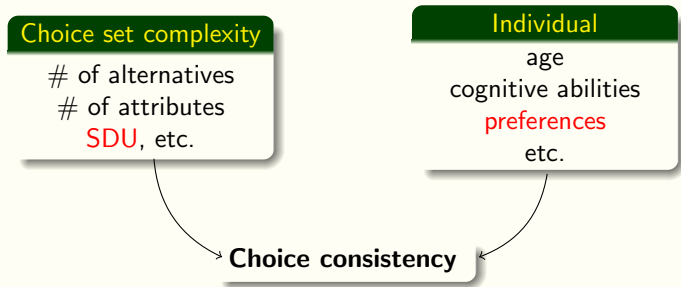 Choice set complexity
# of alternatives
# of attributes
SDU, etc.
Individual
age
cognitive abilities
preferences
etc.
Choice consistency